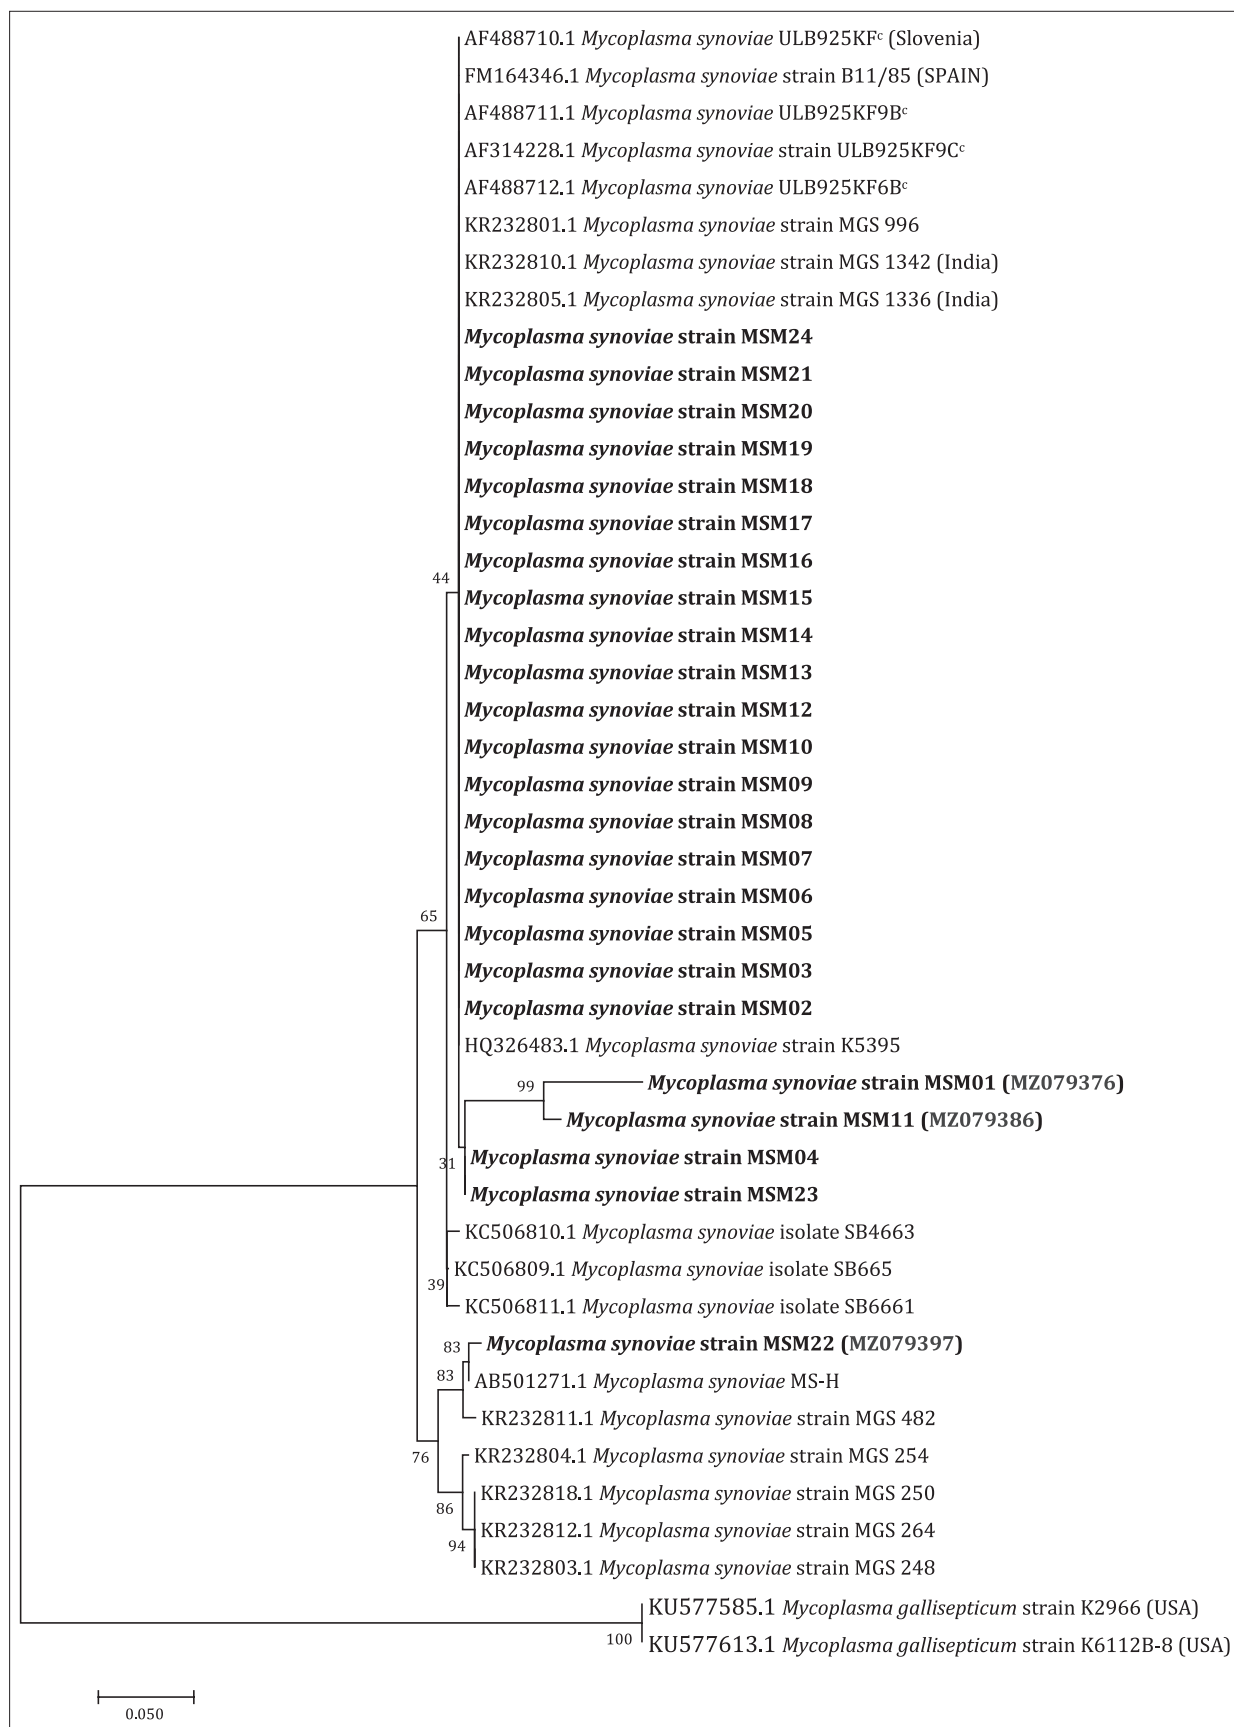 AF488710.1 Mycoplasma synoviae ULB925KFᶜ (Slovenia)
FM164346.1 Mycoplasma synoviae strain B11/85 (SPAIN)
AF488711.1 Mycoplasma synoviae ULB925KF9Bᶜ
AF314228.1 Mycoplasma synoviae strain ULB925KF9Cᶜ
AF488712.1 Mycoplasma synoviae ULB925KF6Bᶜ
KR232801.1 Mycoplasma synoviae strain MGS 996
KR232810.1 Mycoplasma synoviae strain MGS 1342 (India)
KR232805.1 Mycoplasma synoviae strain MGS 1336 (India)
Mycoplasma synoviae strain MSM24
Mycoplasma synoviae strain MSM21
Mycoplasma synoviae strain MSM20
Mycoplasma synoviae strain MSM19
Mycoplasma synoviae strain MSM18
Mycoplasma synoviae strain MSM17
Mycoplasma synoviae strain MSM16
44
Mycoplasma synoviae strain MSM15
Mycoplasma synoviae strain MSM14
Mycoplasma synoviae strain MSM13
Mycoplasma synoviae strain MSM12
Mycoplasma synoviae strain MSM10
Mycoplasma synoviae strain MSM09
Mycoplasma synoviae strain MSM08
Mycoplasma synoviae strain MSM07
Mycoplasma synoviae strain MSM06
65
Mycoplasma synoviae strain MSM05
Mycoplasma synoviae strain MSM03
Mycoplasma synoviae strain MSM02
HQ326483.1 Mycoplasma synoviae strain K5395
99
Mycoplasma synoviae strain MSM01 (MZ079376)
Mycoplasma synoviae strain MSM11 (MZ079386)
31
Mycoplasma synoviae strain MSM04
Mycoplasma synoviae strain MSM23
KC506810.1 Mycoplasma synoviae isolate SB4663
KC506809.1 Mycoplasma synoviae isolate SB665
39
KC506811.1 Mycoplasma synoviae isolate SB6661
83
Mycoplasma synoviae strain MSM22 (MZ079397)
83
AB501271.1 Mycoplasma synoviae MS-H
KR232811.1 Mycoplasma synoviae strain MGS 482
76
KR232804.1 Mycoplasma synoviae strain MGS 254
KR232818.1 Mycoplasma synoviae strain MGS 250
86
KR232812.1 Mycoplasma synoviae strain MGS 264
94
KR232803.1 Mycoplasma synoviae strain MGS 248
KU577585.1 Mycoplasma gallisepticum strain K2966 (USA)
100
KU577613.1 Mycoplasma gallisepticum strain K6112B-8 (USA)
0.050